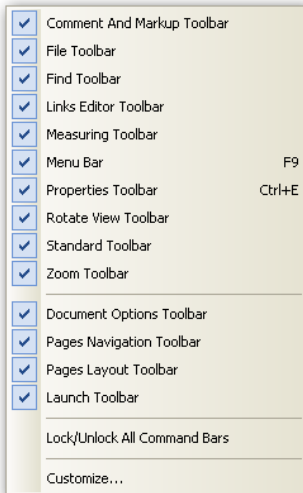 Comment And Markup Toolbar
File Toolbar
Find Toolbar
Links Editor Toolbar
Measuring Toolbar
Menu Bar F9
Properties Toolbar Ctrl+E
Rotate View Toolbar
Standard Toolbar
Zoom Toolbar
Document Options Toolbar
Pages Navigation Toolbar
Pages Layout Toolbar
Launch Toolbar
Lock/Unlock All Command Bars
Customize...